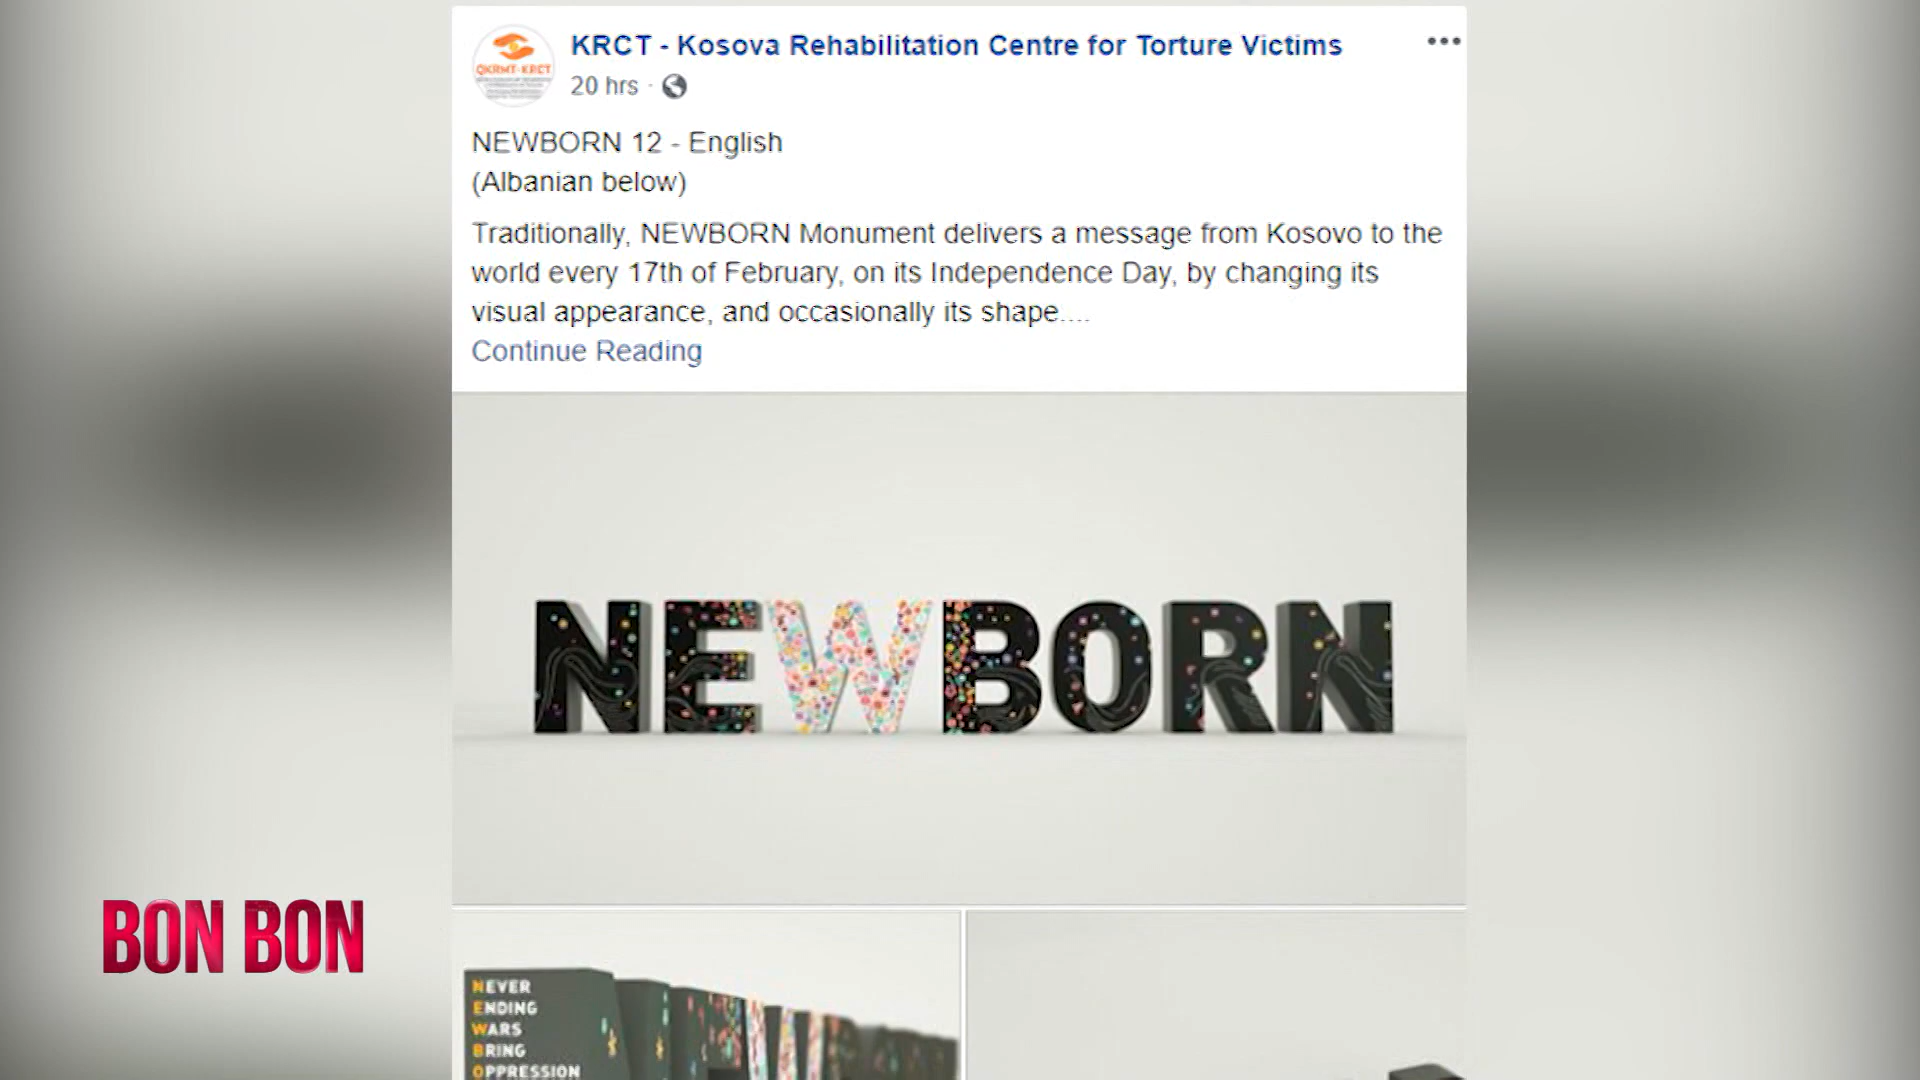 KRCT - Kosova Rehabilitation Centre for Torture Victims
20 hrs ·
QKRMT-KRCT
NEWBORN 12 - English
(Albanian below)
Traditionally, NEWBORN Monument delivers a message from Kosovo to the
world every 17th of February, on its Independence Day, by changing its
visual appearance, and occasionally its shape....
Continue Reading
NEWBORN
BON BON
NEVER
ENDING
WARS
BRING
OPPRESSION